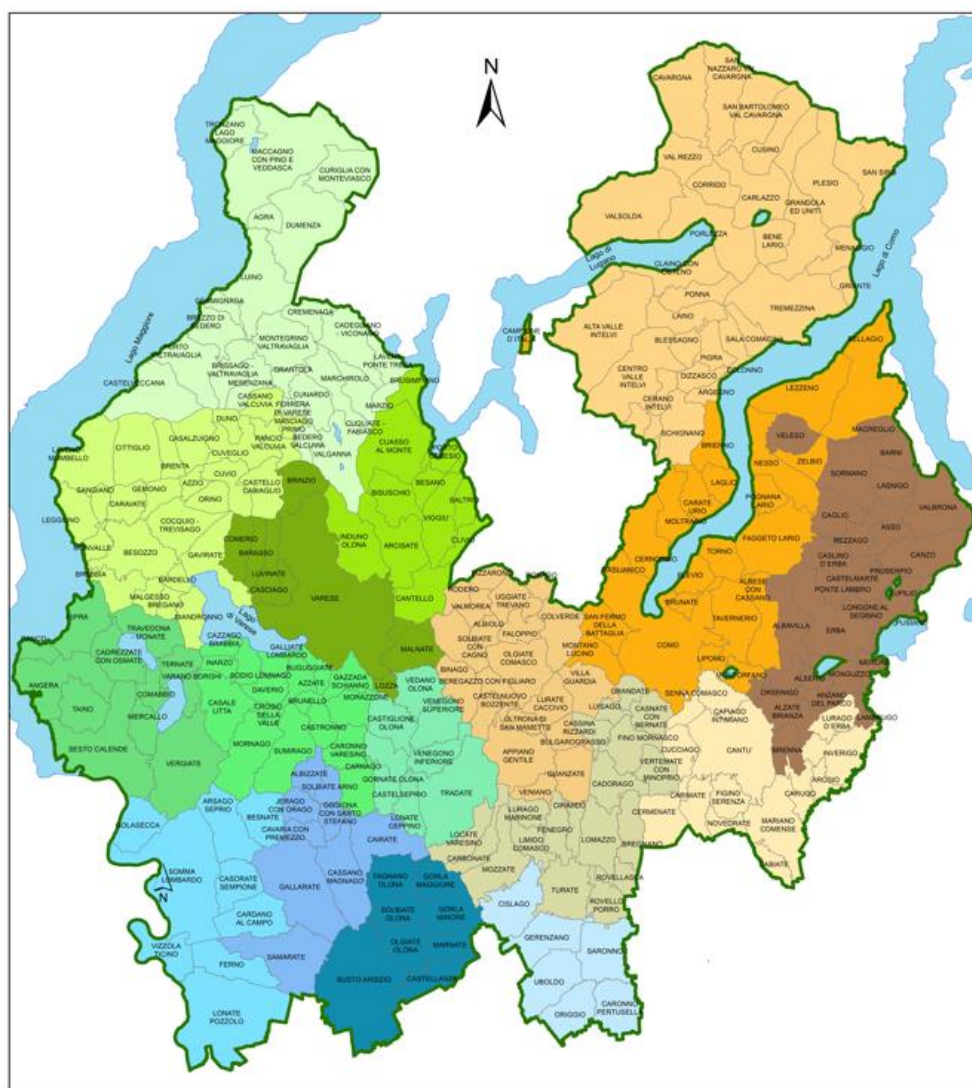 N
CAVARGNA
SAN
NAZZARO VAL
CAVARGNA
SAN BARTOLOMEO
VAL CAVARGNA
TRONZANO
LAGO
MAGGIORE
MACCAGNO
CON PINO E
VEDDASCA
CURIGLIA CON
MONTEVIASCO
VAL REZZO
CUSINO
SAN SIRO
PLESIO
CORRIDO
CARLAZZO
GRANDOLA
ED UNITI
VALSOLDA
AGRA
DUMENZA
PORLEZZA
BENE
LARIO
MENAGGIO
Lago di Como
Lago di
Lugano
CLAINO CON
OSTENO
GRIANTE
LUINO
PONNA
TREMEZZINA
GERMIGNAGA
BREZZO DI
BEDERO
CREMENAGA
LAINO
CADEGLIANO
-VICONAGO
CAMPIONE
D'ITALIA
ALTA VALLE
INTELVI
BLESSAGNO
SALA COMACINA
BELLAGIO
Lago Maggiore
PORTO
VALTRAVAGLIA
MONTEGRINO
VALTRAVAGLIA
LAVENA
PONTE TRESA
PIGRA
COLONNO
BRISSAGO -
VALTRAVAGLIA
GRANTOLA
MESENZANA
MARCHIROLO
BRUSIMPIANO
CENTRO
VALLE
INTELVI
DIZZASCO
ARGEGNO
LEZZENO
CASTELVECCANA
CASSANO
VALCUVIA
CUNARDO
FERRERA
DI VARESE
MASCIAGO
PRIMO
MARZIO
CERANO
INTELVI
DUNO
RANCIO
VALCUVIA
BEDERO
VALCUVIA
CUGLIATE -
FABIASCO
CUASSO
AL MONTE
SCHIGNANO
BRIENNO
VELESO
MAGREGLIO
LAVENO
MOMBELLO
CITTIGLIO
CASALZUIGNO
CUVEGLIO
VALGANNA
PORTO
CERESIO
NESSO
ZELBIO
BARNI
BRENTA
CUVIO
SORMANO
SANGIANO
GEMONIO
AZZIO
CASTELLO
CABIAGLIO
BRINZIO
BESANO
LAGLIO
LASNIGO
CARAVATE
ORINO
BISUSCHIO
SALTRIO
CARATE
URIO
POGNANA
LARIO
VALBRONA
LEGGIUNO
COCQUIO -
TREVISAGO
VIGGIU
MOLTRASIO
CAGLIO
ASSO
MONVALLE
BESOZZO
GAVIRATE
COMERIO
BARASSO
INDUNO
OLONA
ARCISATE
CLIVIO
CERNOBBIO
TORNO
FAGGETO LARIO
REZZAGO
CANZO
BREBBIA
BARDELLO
LUVINATE
CASCIAGO
MASLIANICO
BLEVIO
CASLINO
D'ERBA
PROSERPIO
MALGESSO
BREGANO
VARESE
CANTELLO
RODERO
UGGIATE -
TREVANO
ALBESE
CON
CASSANO
CASTELMARTE
PONTE LAMBRO
ISPRA
BIANDRONNO
Lago
di Varese
VALMOREA
ALBIOLO
COLVERDE
BRUNATE
LONGONE AL
SEGRINO
TRAVEDONA
MONATE
CAZZAGO
BRABBIA
GALLIATE
LOMBARDO
MALNATE
SOLBIATE
CON
CAGNO
FALOPPIO
SAN FERMO
DELLA
BATTAGLIA
TAVERNERIO
ALBAVILLA
ERBA
CADREZZATE
CON OSMATE
TERNATE
INARZO
BUGUGGIATE
OLGIATE
COMASCO
MONTANO
LUCINO
COMO
ANGERA
VARANO BORGHI
BODIO LOMNAGO
AZZATE
GAZZADA
SCHIANNO
LOZZA
VEDANO
OLONA
BINAGO
BEREGAZZO CON FIGLIARO
VILLA
GUARDIA
LIPOMO
MONTORFANO
MONGUZZO
TAINO
COMABBIO
DAVERIO
BRUNELLO
MORAZZONE
VENEGONO
SUPERIORE
GRANDATE
SENNA COMASCO
ORSENIGO
MERCALLO
CASALE
LITTA
CROSIO
DELLA
VALLE
CASTIGLIONE
OLONA
CASTELNUOVO
BOZZENTE
LURATE
CACCIVIO
LUISAGO
CASNATE
CON
BERNATE
CAPIAGO
INTIMIANO
ALZATE
BRIANZA
ANZANO
DEL PARCO
LAMBRUGO
SESTO CALENDE
CASTRONNO
OLTRONA DI
SAN MAMETTE
CASSINA
RIZZARDI
LURAGO
D'ERBA
MORNAGO
CARONNO
VARESINO
VENEGONO
INFERIORE
BULGAROGRASSO
FINO MORNASCO
CUCCIAGO
CANTU
BRENNA
INVERIGO
VERGIATE
SUMIRAGO
CARNAGO
APPIANO
GENTILE
VERTEMATE
CON
MINOPRIO
ALBIZZATE
GORNATE OLONA
GUANZATE
CADORAGO
AROSIO
SOLBIATE ARNO
CASTELSEPRIO
TRADATE
VENIANO
CARIMATE
FIGINO
SERENZA
CARUGO
ARSAGO
SEPRIO
JERAGO
CON ORAGO
OGGIONA
CON SANTO
STEFANO
LONATE
CEPPINO
CIRIMIDO
CERMENATE
NOVEDRATE
MARIANO
COMENSE
GOLASECCA
BESNATE
CAVARIA CON
PREMEZZO
LURAGO
MARINONE
FENEGRO
LOMAZZO
CAIRATE
LOCATE
VARESINO
LIMIDO
COMASCO
BREGNANO
CARBONATE
CABIATE
SOMMA
LOMBARDO
CASORATE
SEMPIONE
GALLARATE
CASSANO
MAGNAGO
FAGNANO
OLONA
GORLA
MAGGIORE
MOZZATE
TURATE
ROVELLASCA
N
CARDANO
AL CAMPO
SOLBIATE
OLONA
GORLA
MINORE
CISLAGO
ROVELLO
PORRO
VIZZOLA
TICINO
FERNO
SAMARATE
OLGIATE
OLONA
MARNATE
GERENZANO
SARONNO
BUSTO ARSIZIO
CASTELLANZA
UBOLDO
LONATE
POZZOLO
ORIGGIO
CARONNO
PERTUSELLA